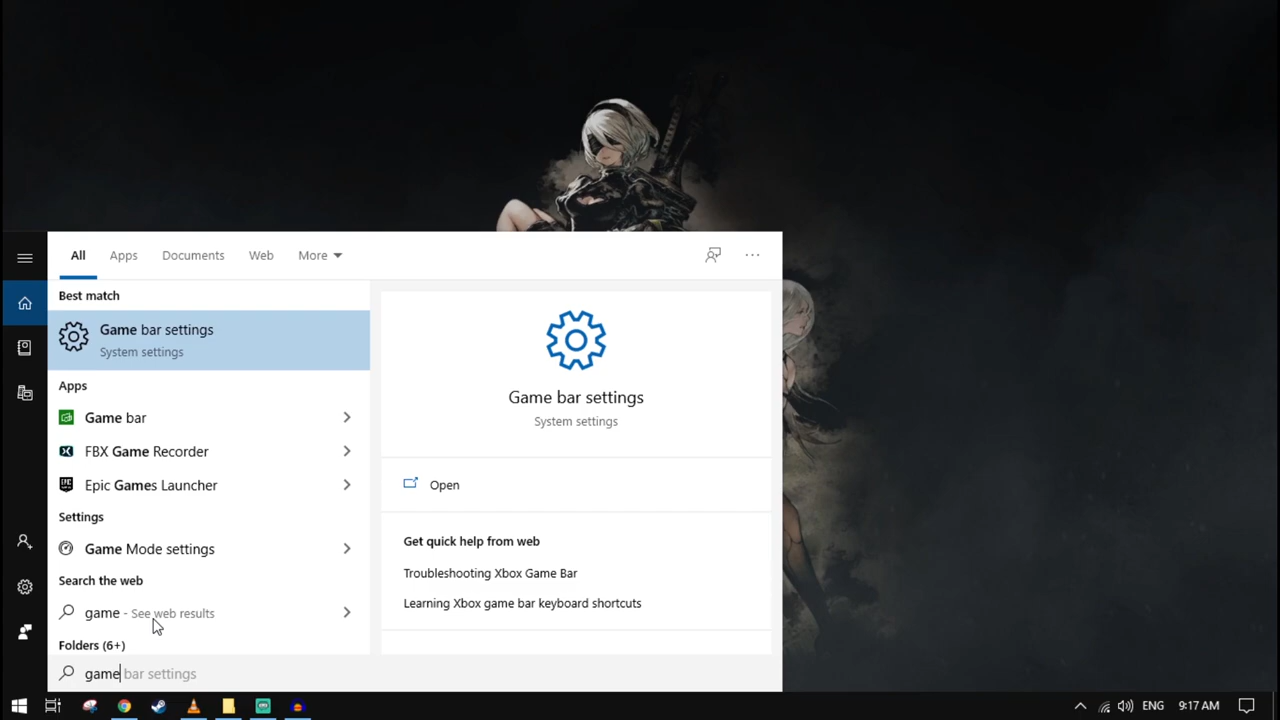 All Apps Documents Web More
Best match
Game bar settings
System settings
Apps
Game bar
FBX Game Recorder
Epic Games Launcher
Settings
Game Mode settings
Search the web
game - See web results
Folders (6+)
game bar settings
Game bar settings
System settings
Open
Get quick help from web
Troubleshooting Xbox Game Bar
Learning Xbox game bar keyboard shortcuts
ENG 9:17 AM